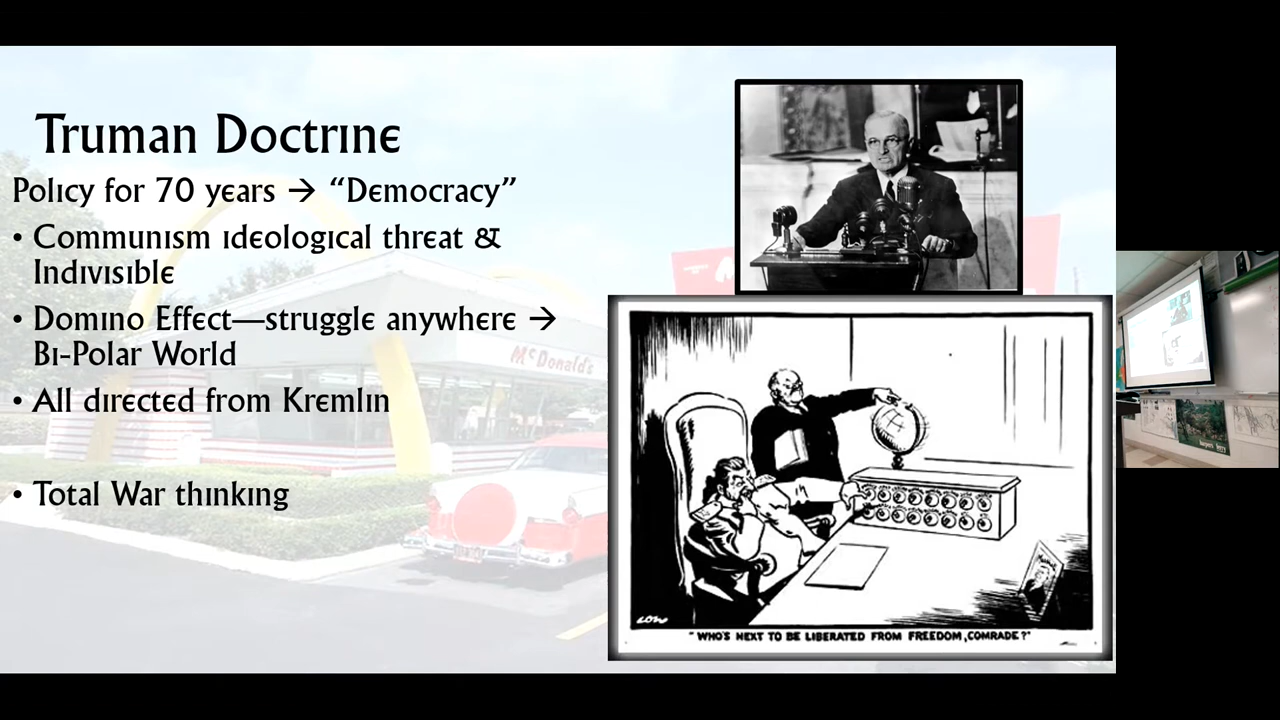 Truman Doctrine
Policy for 70 years → “Democracy”
• Communism ideological threat &
Indivisible
• Domino Effect—struggle anywhere →
Bi-Polar World
• All directed from Kremlin
• Total War thinking
McDonald's
LOW
"WHO'S NEXT TO BE LIBERATED FROM FREEDOM, COMRADE?"